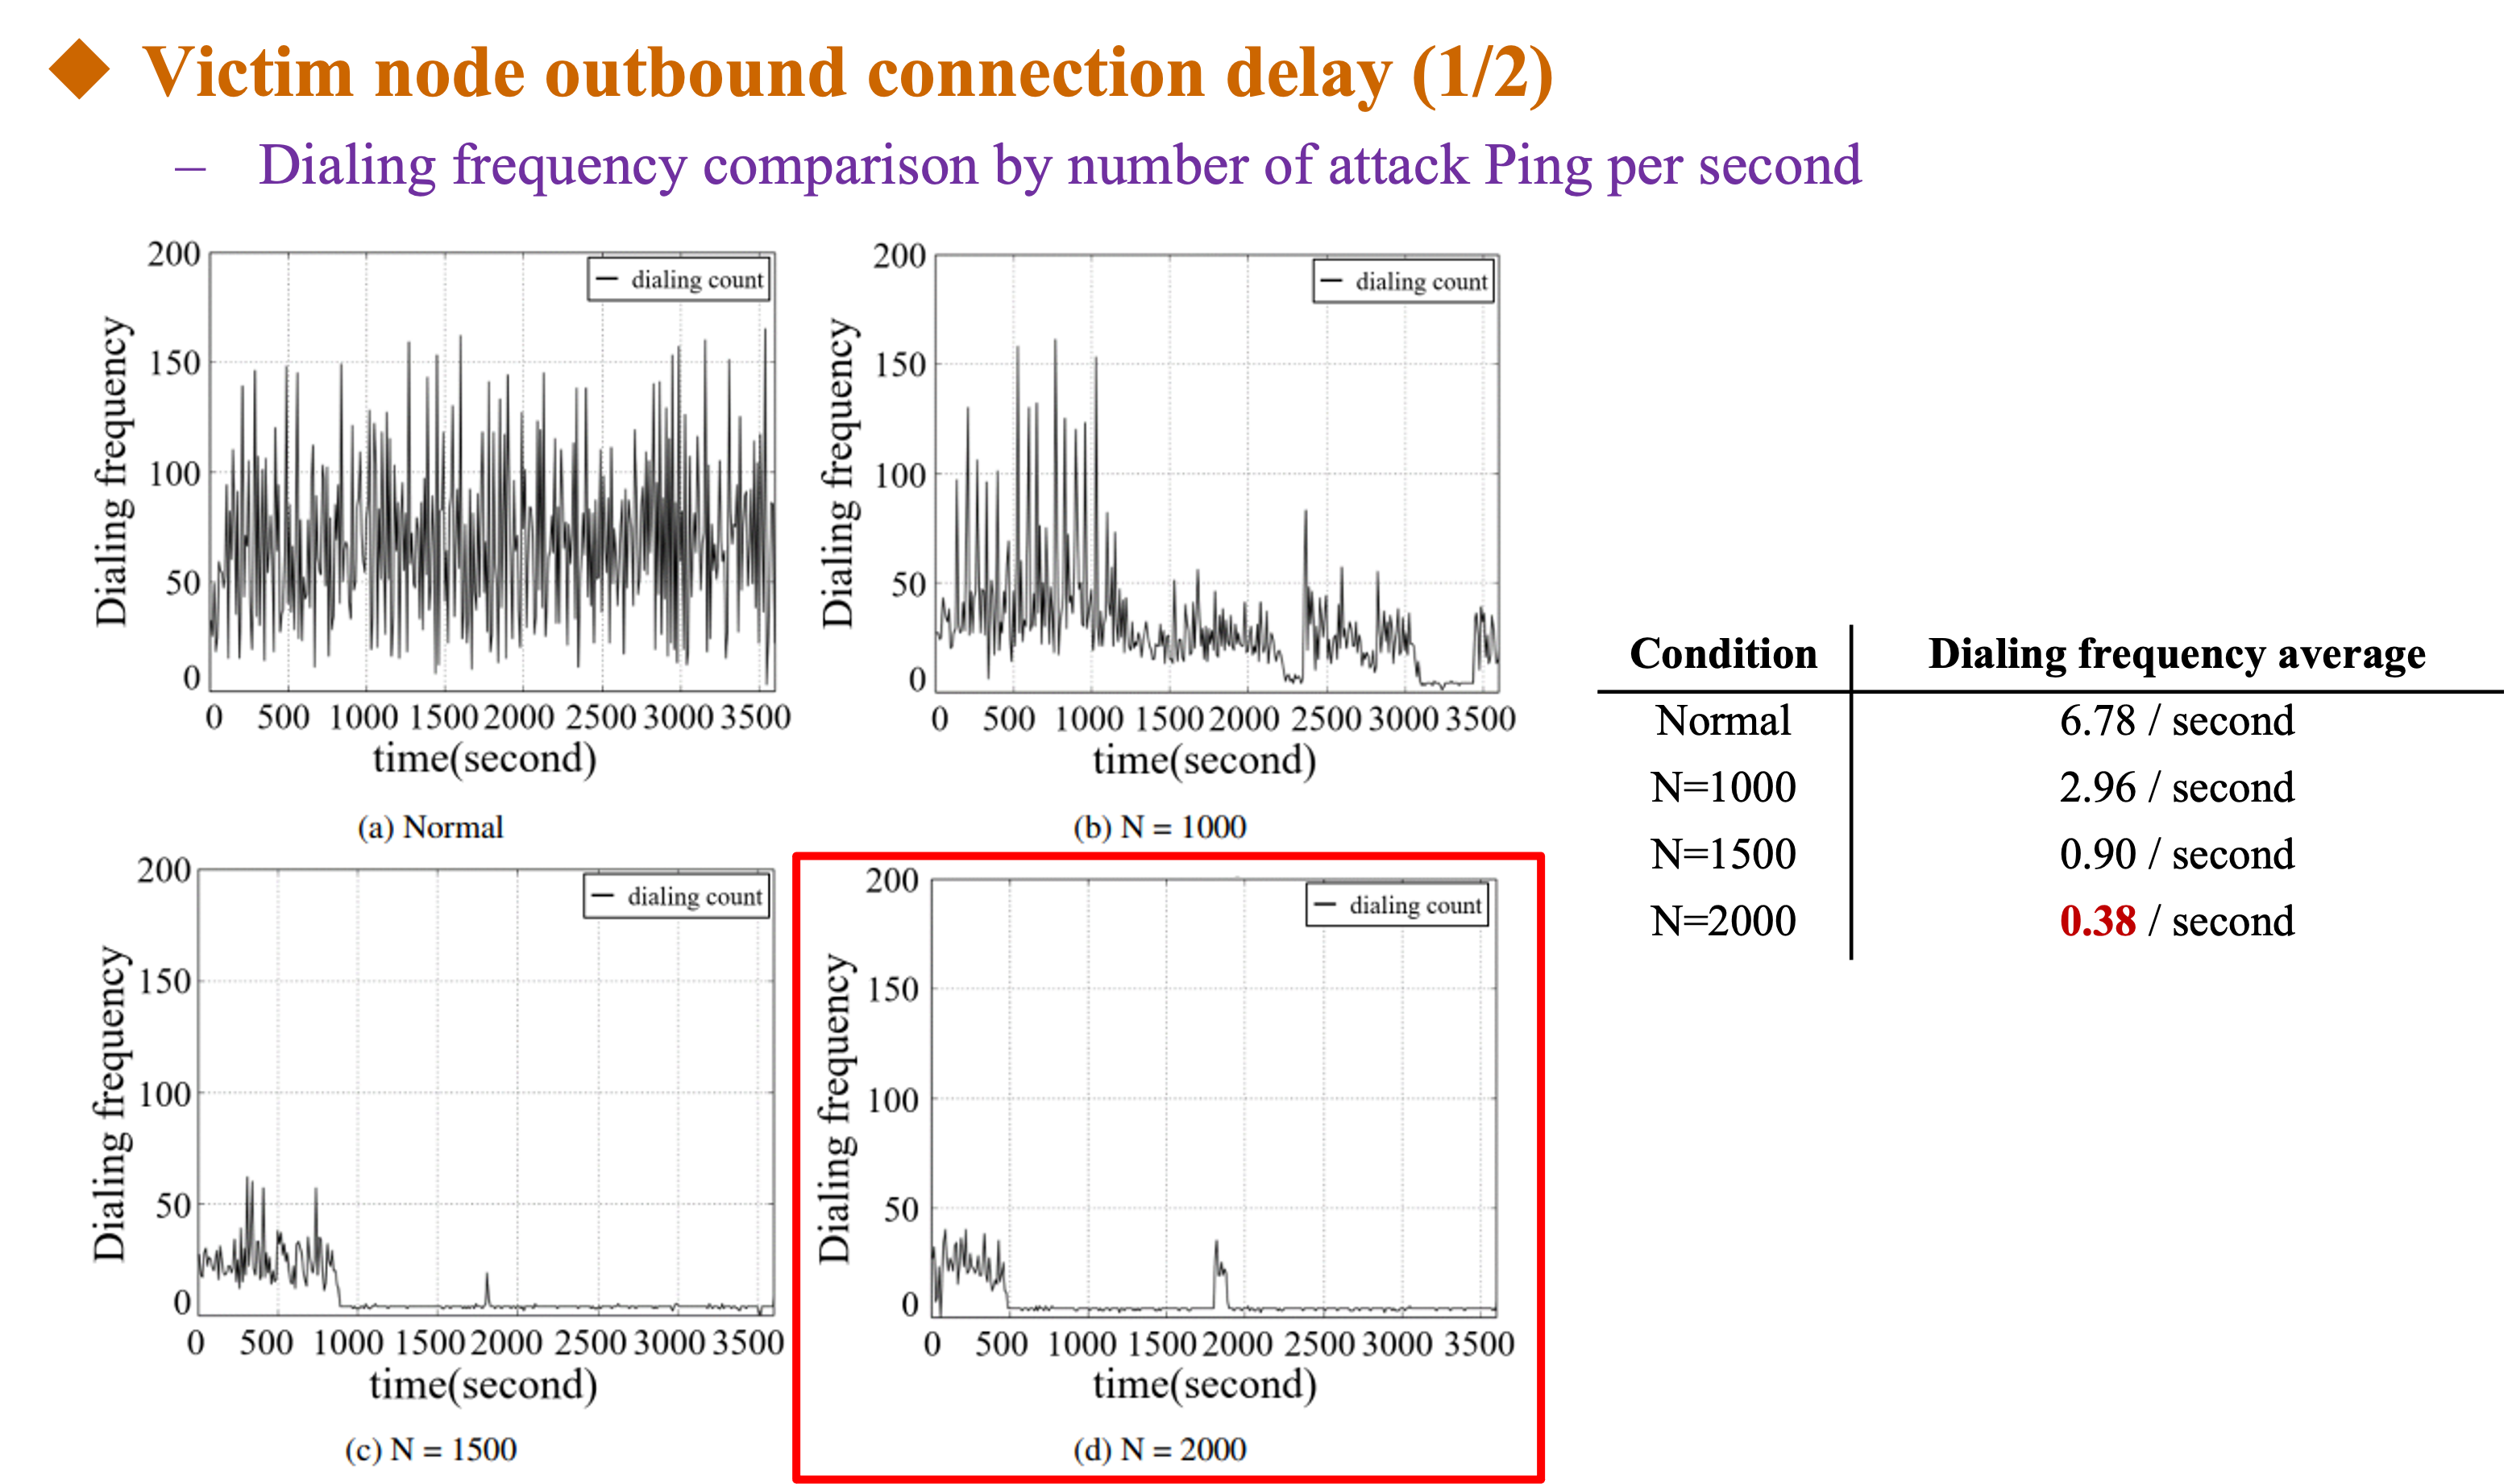 Victim node outbound connection delay (1/2)
– Dialing frequency comparison by number of attack Ping per second
200
150
100
50
0
Dialing frequency
dialing count
0 500 1000 1500 2000 2500 3000 3500
time(second)
(a) Normal
200
150
100
50
0
Dialing frequency
dialing count
0 500 1000 1500 2000 2500 3000 3500
time(second)
(b) N = 1000
200
150
100
50
0
Dialing frequency
dialing count
0 500 1000 1500 2000 2500 3000 3500
time(second)
(c) N = 1500
200
150
100
50
0
Dialing frequency
dialing count
0 500 1000 1500 2000 2500 3000 3500
time(second)
(d) N = 2000
Condition Dialing frequency average
Normal 6.78 / second
N=1000 2.96 / second
N=1500 0.90 / second
N=2000 0.38 / second